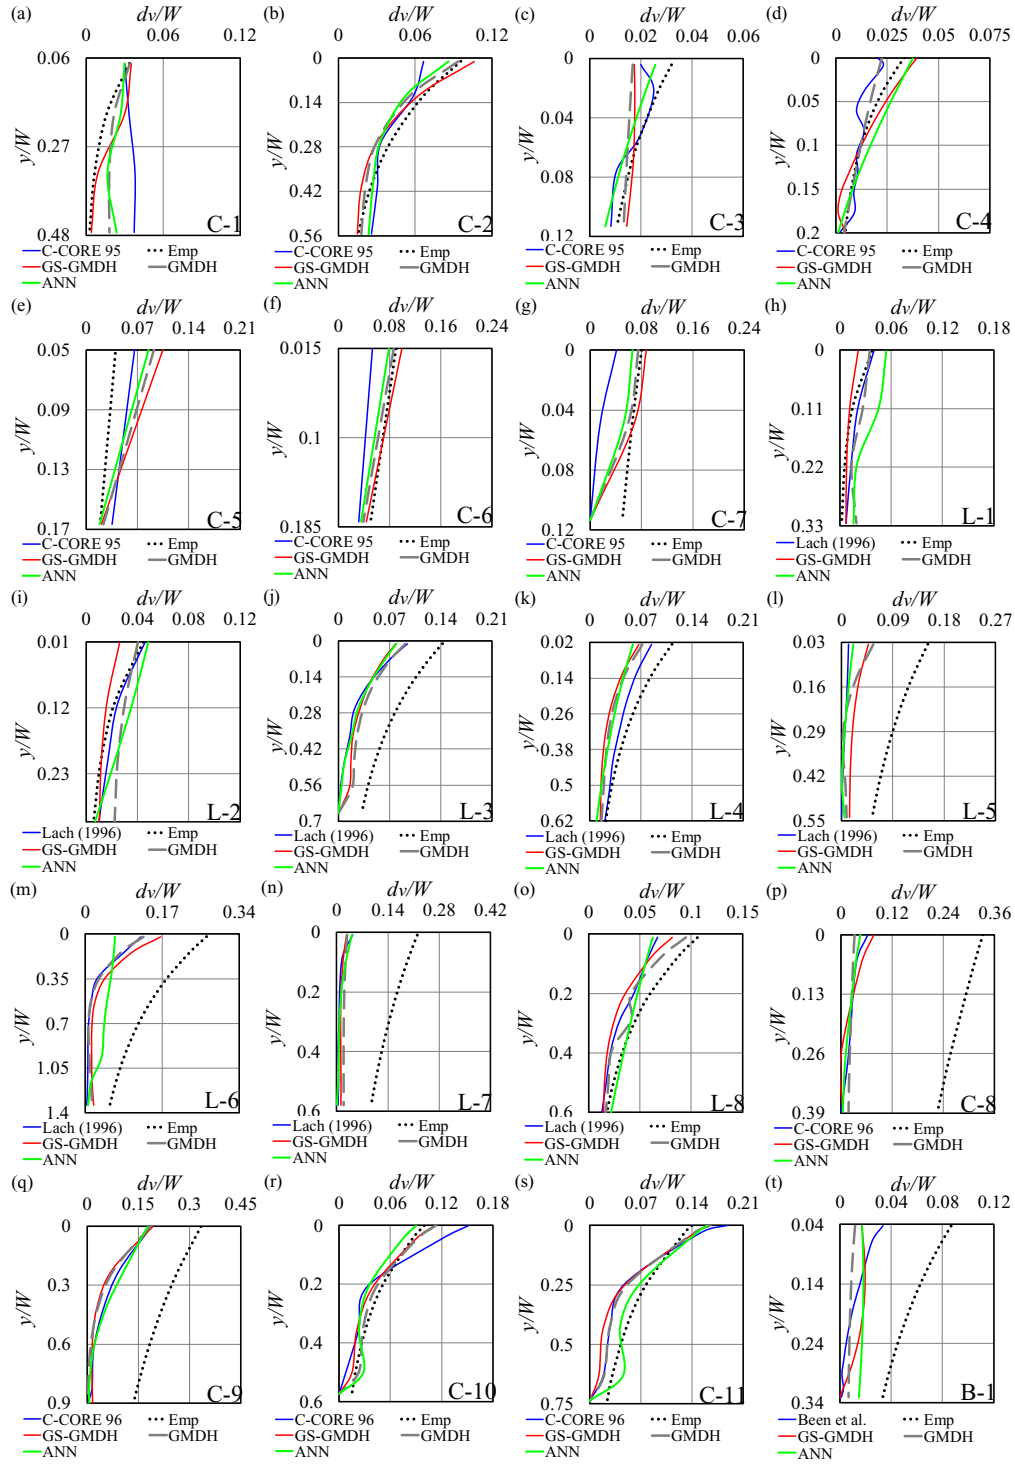 (a) dv/W
0 0.06 0.12
0.06
0.27
0.48
y/W
C-1
C-CORE 95 Emp
GS-GMDH GMDH
ANN
(b) dv/W
0 0.06 0.12
0
0.14
0.28
0.42
0.56
y/W
C-2
C-CORE 95 Emp
GS-GMDH GMDH
ANN
(c) dv/W
0 0.02 0.04 0.06
0
0.04
0.08
0.12
y/W
C-3
C-CORE 95 Emp
GS-GMDH GMDH
ANN
(d) dv/W
0 0.025 0.05 0.075
0
0.05
0.1
0.15
0.2
y/W
C-4
C-CORE 95 Emp
GS-GMDH GMDH
ANN
(e) dv/W
0 0.07 0.14 0.21
0.05
0.09
0.13
0.17
y/W
C-5
C-CORE 95 Emp
GS-GMDH GMDH
ANN
(f) dv/W
0 0.08 0.16 0.24
0.015
0.1
0.185
y/W
C-6
C-CORE 95 Emp
GS-GMDH GMDH
ANN
(g) dv/W
0 0.08 0.16 0.24
0
0.04
0.08
0.12
y/W
C-7
C-CORE 95 Emp
GS-GMDH GMDH
ANN
(h) dv/W
0 0.06 0.12 0.18
0
0.11
0.22
0.33
y/W
L-1
Lach (1996) Emp
GS-GMDH GMDH
ANN
(i) dv/W
0 0.04 0.08 0.12
0.01
0.12
0.23
y/W
L-2
Lach (1996) Emp
GS-GMDH GMDH
ANN
(j) dv/W
0 0.07 0.14 0.21
0
0.14
0.28
0.42
0.56
0.7
y/W
L-3
Lach (1996) Emp
GS-GMDH GMDH
ANN
(k) dv/W
0 0.07 0.14 0.21
0.02
0.14
0.26
0.38
0.5
0.62
y/W
L-4
Lach (1996) Emp
GS-GMDH GMDH
ANN
(l) dv/W
0 0.09 0.18 0.27
0.03
0.16
0.29
0.42
0.55
y/W
L-5
Lach (1996) Emp
GS-GMDH GMDH
ANN
(m) dv/W
0 0.17 0.34
0
0.35
0.7
1.05
1.4
y/W
L-6
Lach (1996) Emp
GS-GMDH GMDH
ANN
(n) dv/W
0 0.14 0.28 0.42
0
0.2
0.4
0.6
y/W
L-7
Lach (1996) Emp
GS-GMDH GMDH
ANN
(o) dv/W
0 0.05 0.1 0.15
0
0.2
0.4
0.6
y/W
L-8
Lach (1996) Emp
GS-GMDH GMDH
ANN
(p) dv/W
0 0.12 0.24 0.36
0
0.13
0.26
0.39
y/W
C-8
C-CORE 96 Emp
GS-GMDH GMDH
ANN
(q) dv/W
0 0.15 0.3 0.45
0
0.3
0.6
0.9
y/W
C-9
C-CORE 96 Emp
GS-GMDH GMDH
ANN
(r) dv/W
0 0.06 0.12 0.18
0
0.2
0.4
0.6
y/W
C-10
C-CORE 96 Emp
GS-GMDH GMDH
ANN
(s) dv/W
0 0.07 0.14 0.21
0
0.25
0.5
0.75
y/W
C-11
C-CORE 96 Emp
GS-GMDH GMDH
ANN
(t) dv/W
0 0.04 0.08 0.12
0.04
0.14
0.24
0.34
y/W
B-1
Been et al. Emp
GS-GMDH GMDH
ANN